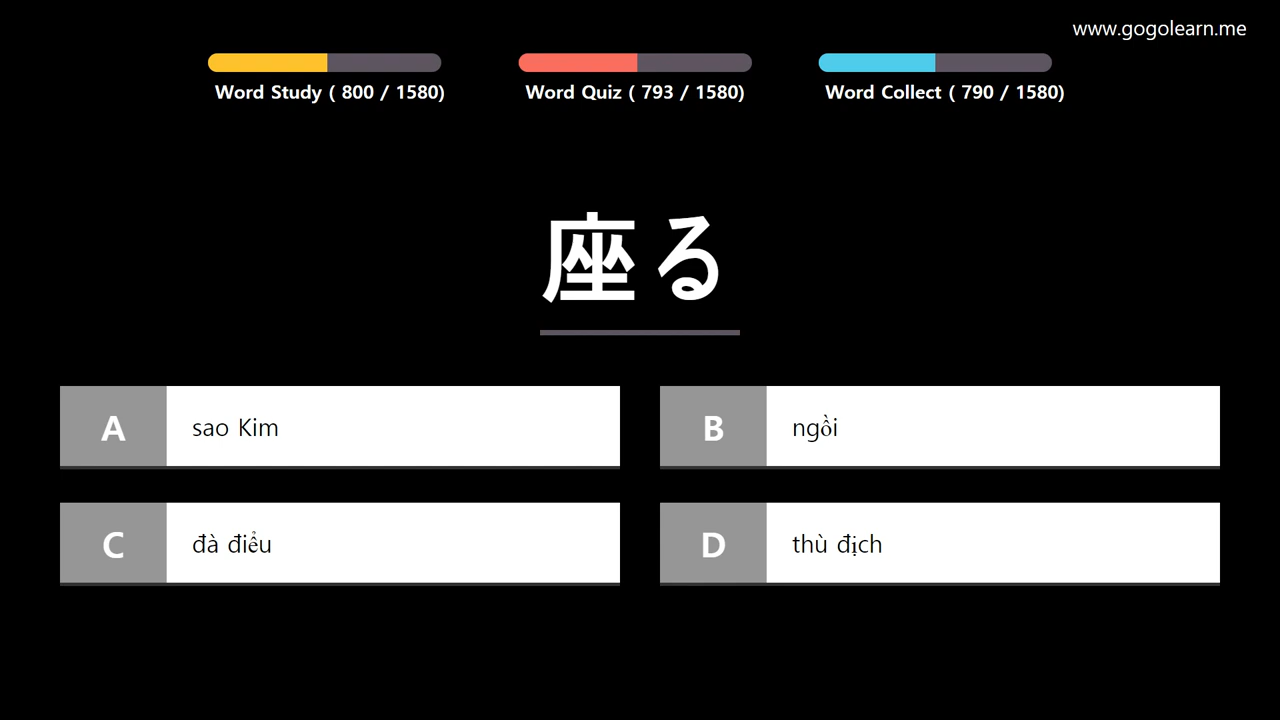 www.gogolearn.me
Word Study ( 800 / 1580)
Word Quiz ( 793 / 1580)
Word Collect ( 790 / 1580)
座る
A sao Kim
B ngồi
C đà điểu
D thù địch